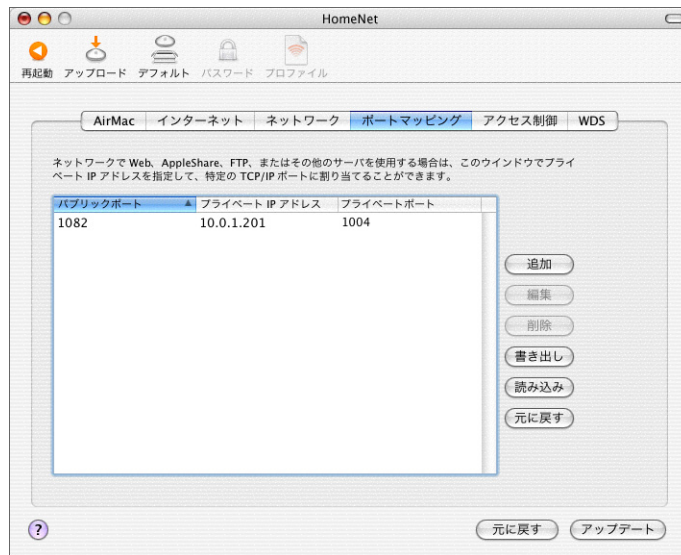 HomeNet
再起動 アップロード デフォルト パスワード プロファイル
AirMac インターネット ネットワーク ポートマッピング アクセス制御 WDS
ネットワークで Web、AppleShare、FTP、またはその他のサーバを使用する場合は、このウインドウでプライ
ベート IP アドレスを指定して、特定の TCP/IP ポートに割り当てることができます。
パブリックポート プライベート IP アドレス プライベートポート
1082 10.0.1.201 1004
追加
編集
削除
書き出し
読み込み
元に戻す
? 元に戻す アップデート